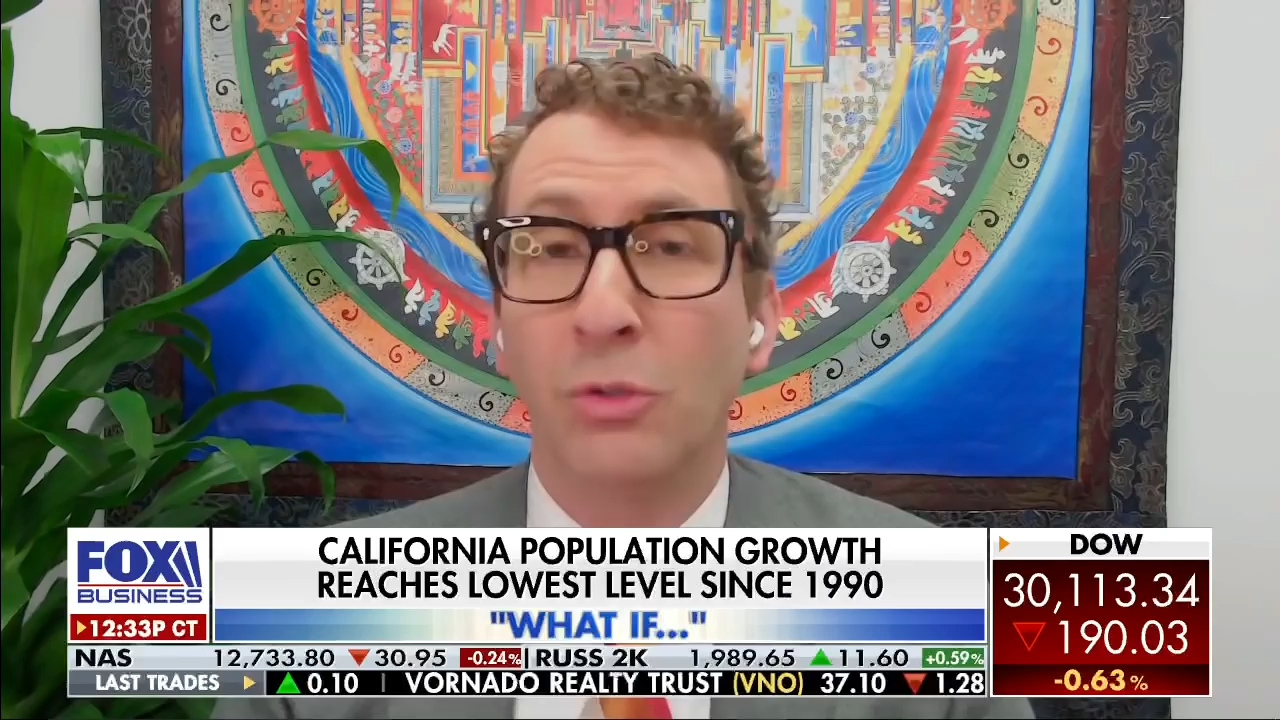 CALIFORNIA POPULATION GROWTH
REACHES LOWEST LEVEL SINCE 1990
"WHAT IF..."
FOX
BUSINESS
12:33P CT
DOW
30,113.34
190.03
-0.63%
NAS 12,733.80 30.95 -0.24% RUSS 2K 1,989.65 11.60 +0.59%
LAST TRADES 0.10 VORNADO REALTY TRUST (VNO) 37.10 1.28